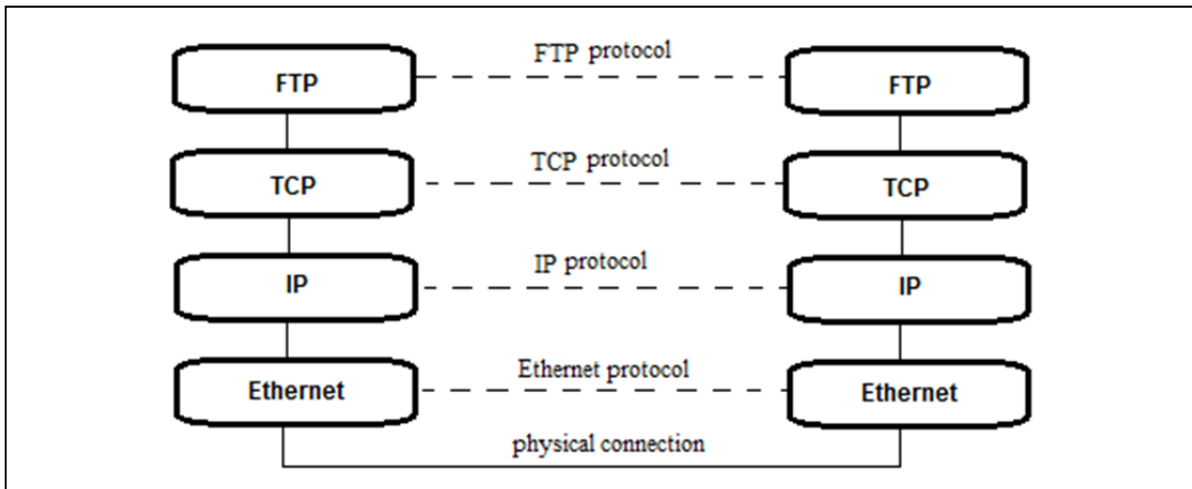 FTP protocol
FTP
FTP
TCP protocol
TCP
TCP
IP protocol
IP
IP
Ethernet protocol
Ethernet
Ethernet
physical connection